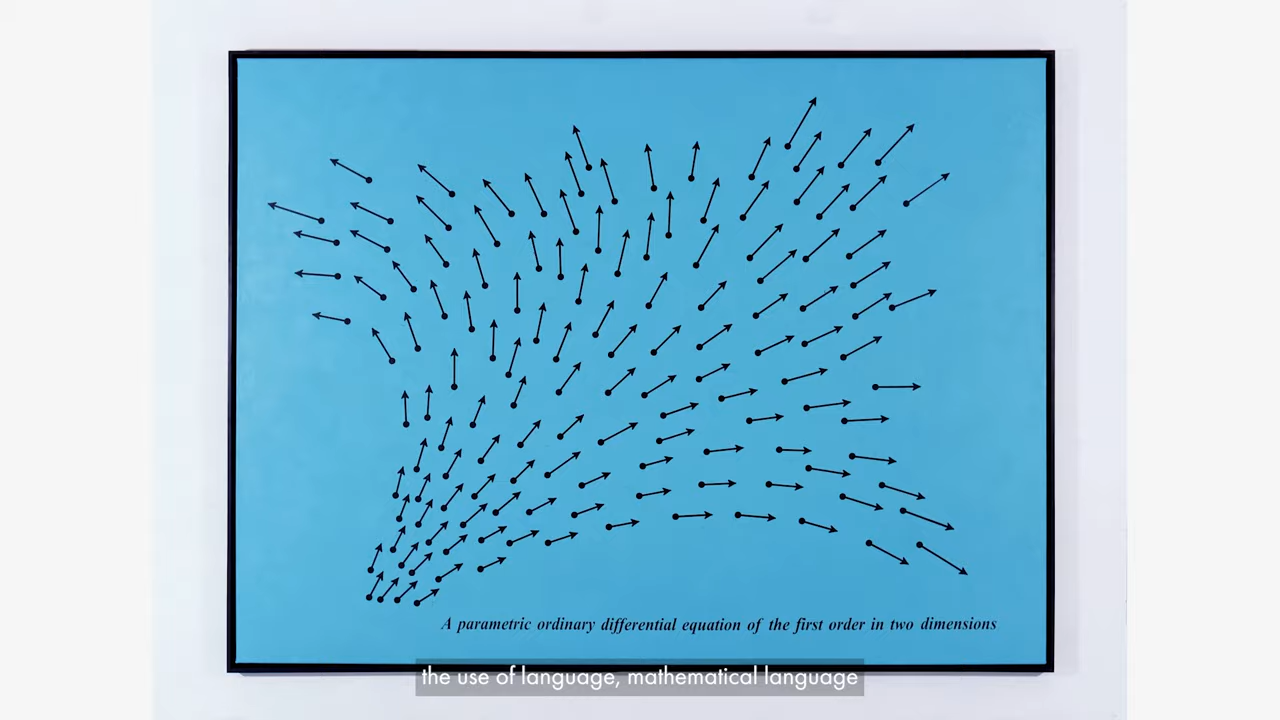 A parametric ordinary differential equation of the first order in two dimensions
the use of language, mathematical language